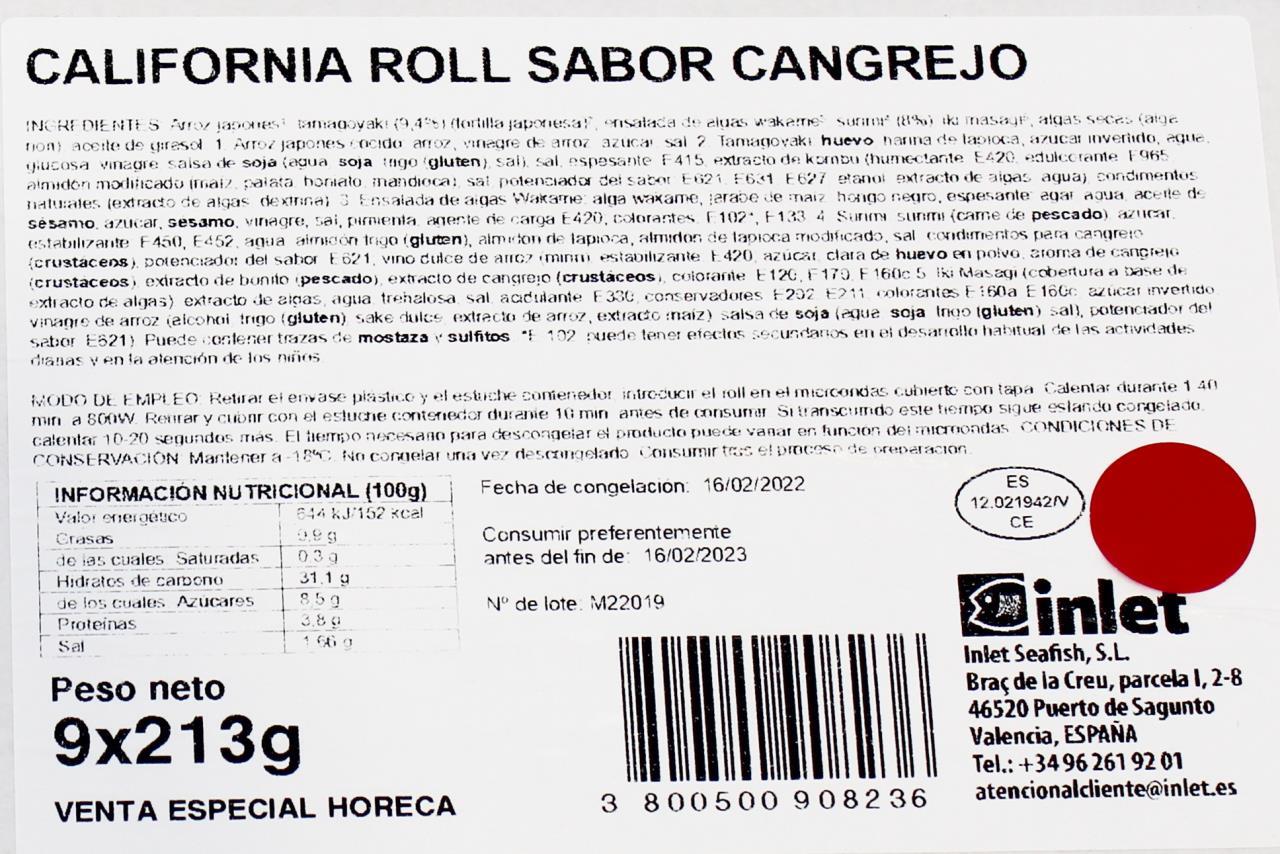 CALIFORNIA ROLL SABOR CANGREJO
INGREDIENTES Arroz japones¹ tamagoyaki (9,4%) (tortilla japonesa)², ensalada de algas wakame³ surimi⁴ (8%) iki masagi⁵, algas secas (alga
nori) aceite de girasol 1 Arroz japones cocido arroz, vinagre de arroz azucar sal 2 Tamagoyaki huevo harina de tapioca, azucar invertido, agua,
glucosa vinagre salsa de soja (agua soja trigo (gluten), sal), sal, espesante E415, extracto de kombu (humectante E420, edulcorante E965
almidon modificado (maiz, patata, boniato, mandioca) sal potenciador del sabor E621 E631 E627 etanol extracto de algas agua) condimentos
naturales (extracto de algas dextrina) 3 Ensalada de algas Wakame alga wakame, jarabe de maiz hongo negro, espesante agar agua, aceite de
sésamo, azucar, sesamo, vinagre, sal, pimienta, agente de carga E420, colorantes E102*, E133 4 Surimi surimi (carne de pescado), azucar,
estabilizante E450, E452, agua almidon trigo (gluten), almidon de tapioca, almidon de tapioca modificado, sal condimentos para cangrejo
(crustáceos), potenciador del sabor E621, vino dulce de arroz (mirin) estabilizante E420, azúcar, clara de huevo en polvo, aroma de cangrejo
(crustáceos) extracto de bonito (pescado), extracto de cangrejo (crustáceos), colorante E120, E170, E160c 5 Iki Masagi (cobertura a base de
extracto de algas) extracto de algas, agua, trehalosa, sal, acidulante E330, conservadores E202 E211 colorantes E160a E160c, azúcar invertido,
vinagre de arroz (alcohol trigo (gluten) sake dulce extracto de arroz, extracto maiz) salsa de soja (agua soja trigo (gluten) sal), potenciador del
sabor E621) Puede contener trazas de mostaza y sulfitos *E 102 puede tener efectos secundarios en el desarrollo habitual de las actividades
diarias y en la atención de los niños
MODO DE EMPLEO Retirar el envase plástico y el estuche contenedor introducir el roll en el microondas cubierto con tapa Calentar durante 1 40
min a 800W Retirar y cubrir con el estuche contenedor durante 10 min antes de consumir Si transcurrido este tiempo sigue estando congelado,
calentar 10-20 segundos más. El tiempo necesario para descongelar el producto puede variar en función del microondas CONDICIONES DE
CONSERVACIÓN Mantener a -18ºC No congelar una vez descongelado Consumir tras el proceso de preparación
INFORMACIÓN NUTRICIONAL (100g)
Valor energético 644 kJ/152 kcal
Grasas 0,9 g
de las cuales Saturadas 0,3 g
Hidratos de carbono 31,1 g
de los cuales Azúcares 8,5 g
Proteínas 3,8 g
Sal 1,66 g
Peso neto
9x213g
VENTA ESPECIAL HORECA
Fecha de congelación: 16/02/2022
Consumir preferentemente
antes del fin de: 16/02/2023
Nº de lote: M22019
3 800500 908236
ES
12.021942/V
CE
inlet
Inlet Seafish, S.L.
Braç de la Creu, parcela I, 2-8
46520 Puerto de Sagunto
Valencia, ESPAÑA
Tel.: +34 96 261 92 01
atencionalcliente@inlet.es